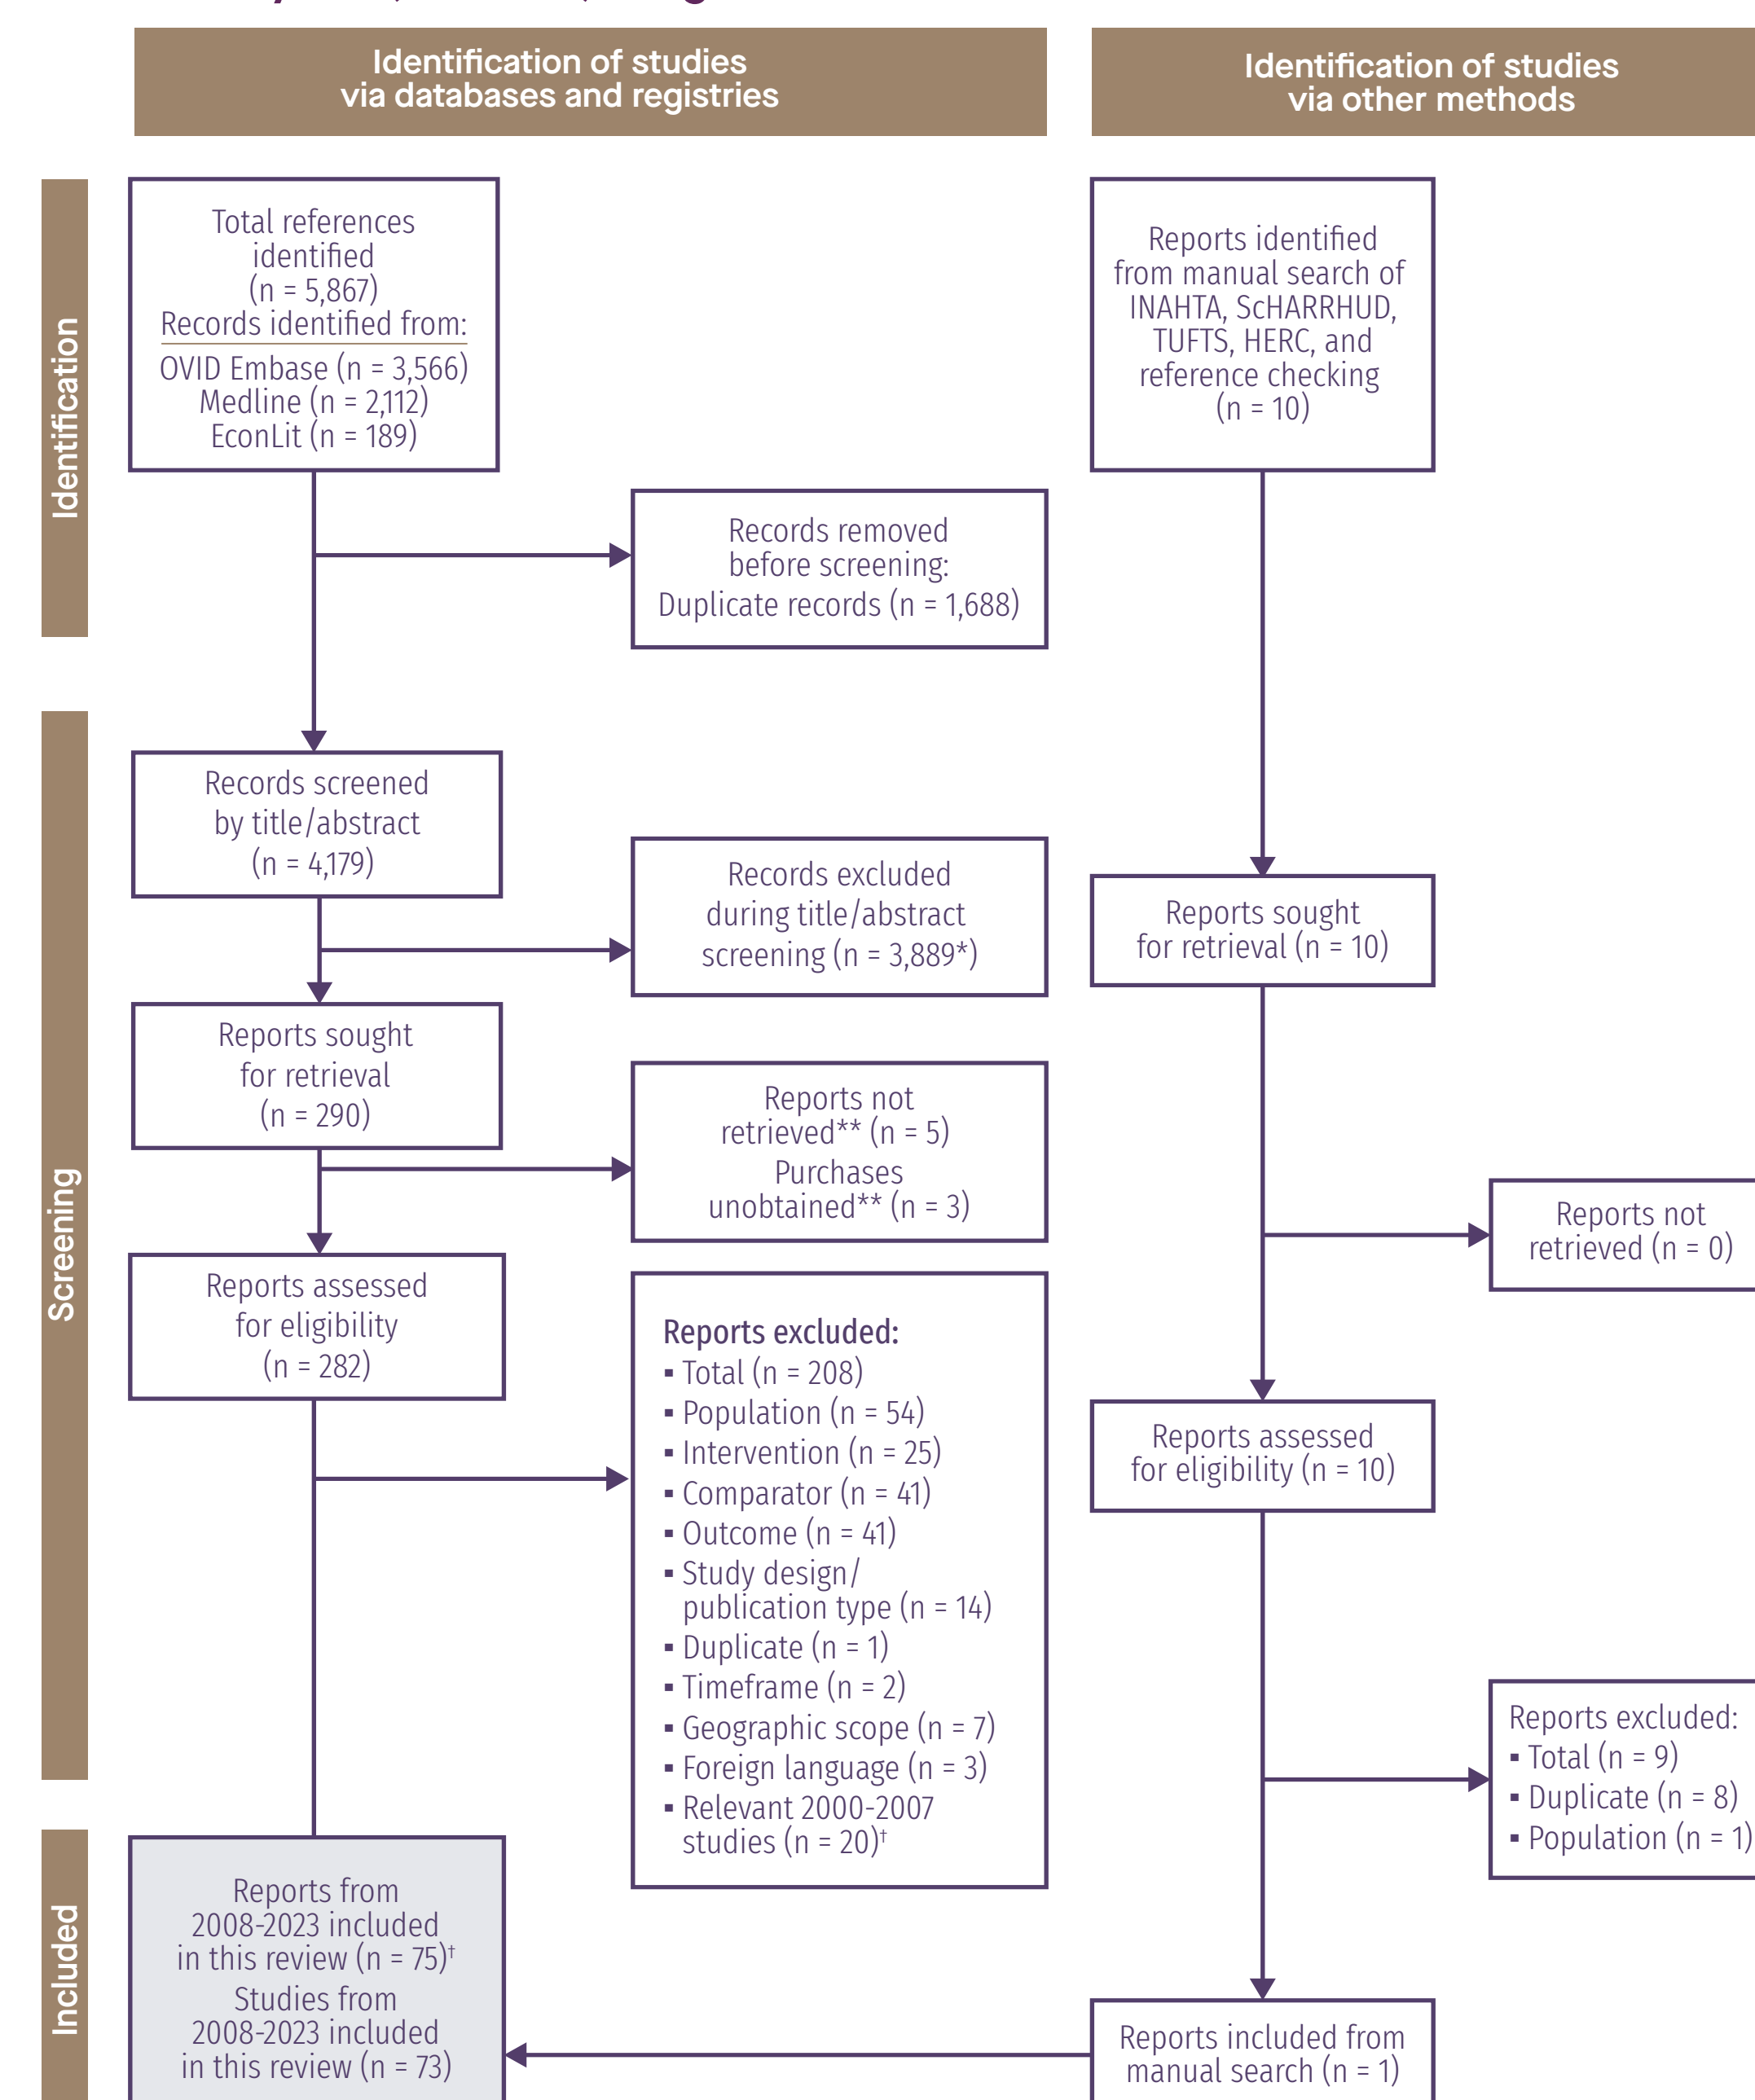 Identification of studies
via databases and registries
Identification of studies
via other methods
Identification
Total references
identified
(n = 5,867)
Records identified from:
OVID Embase (n = 3,566)
Medline (n = 2,112)
EconLit (n = 189)
Reports identified
from manual search of
INAHTA, ScHARRHUD,
TUFTS, HERC, and
reference checking
(n = 10)
Records removed
before screening:
Duplicate records (n = 1,688)
Screening
Records screened
by title/abstract
(n = 4,179)
Records excluded
during title/abstract
screening (n = 3,889*)
Reports sought
for retrieval (n = 10)
Reports sought
for retrieval
(n = 290)
Reports not
retrieved** (n = 5)
Purchases
unobtained** (n = 3)
Reports not
retrieved (n = 0)
Reports assessed
for eligibility
(n = 282)
Reports excluded:
▪ Total (n = 208)
▪ Population (n = 54)
▪ Intervention (n = 25)
▪ Comparator (n = 41)
▪ Outcome (n = 41)
▪ Study design/
publication type (n = 14)
▪ Duplicate (n = 1)
▪ Timeframe (n = 2)
▪ Geographic scope (n = 7)
▪ Foreign language (n = 3)
▪ Relevant 2000-2007
studies (n = 20)†
Reports assessed
for eligibility (n = 10)
Reports excluded:
▪ Total (n = 9)
▪ Duplicate (n = 8)
▪ Population (n = 1)
Included
Reports from
2008-2023 included
in this review (n = 75)†
Studies from
2008-2023 included
in this review (n = 73)
Reports included from
manual search (n = 1)